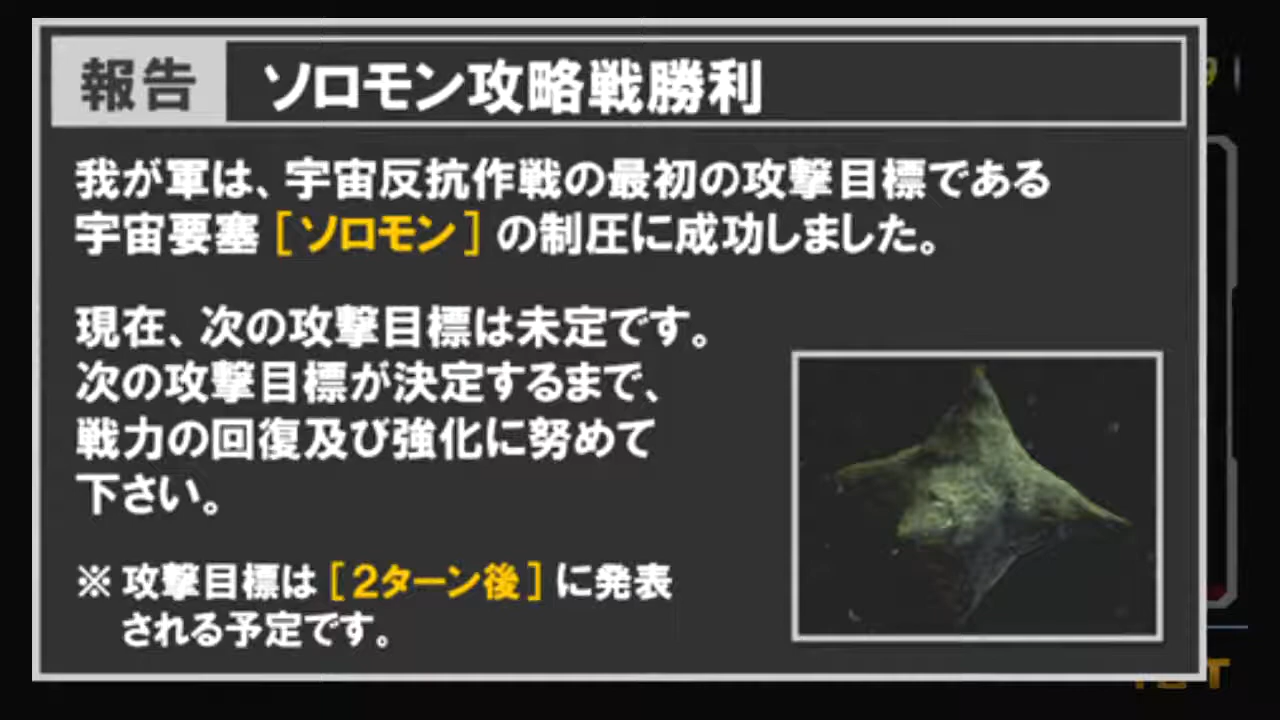 報告 ソロモン攻略戦勝利
我が軍は、宇宙反抗作戦の最初の攻撃目標である
宇宙要塞［ソロモン］の制圧に成功しました。
現在、次の攻撃目標は未定です。
次の攻撃目標が決定するまで、
戦力の回復及び強化に努めて
下さい。
※攻撃目標は［2ターン後］に発表
される予定です。